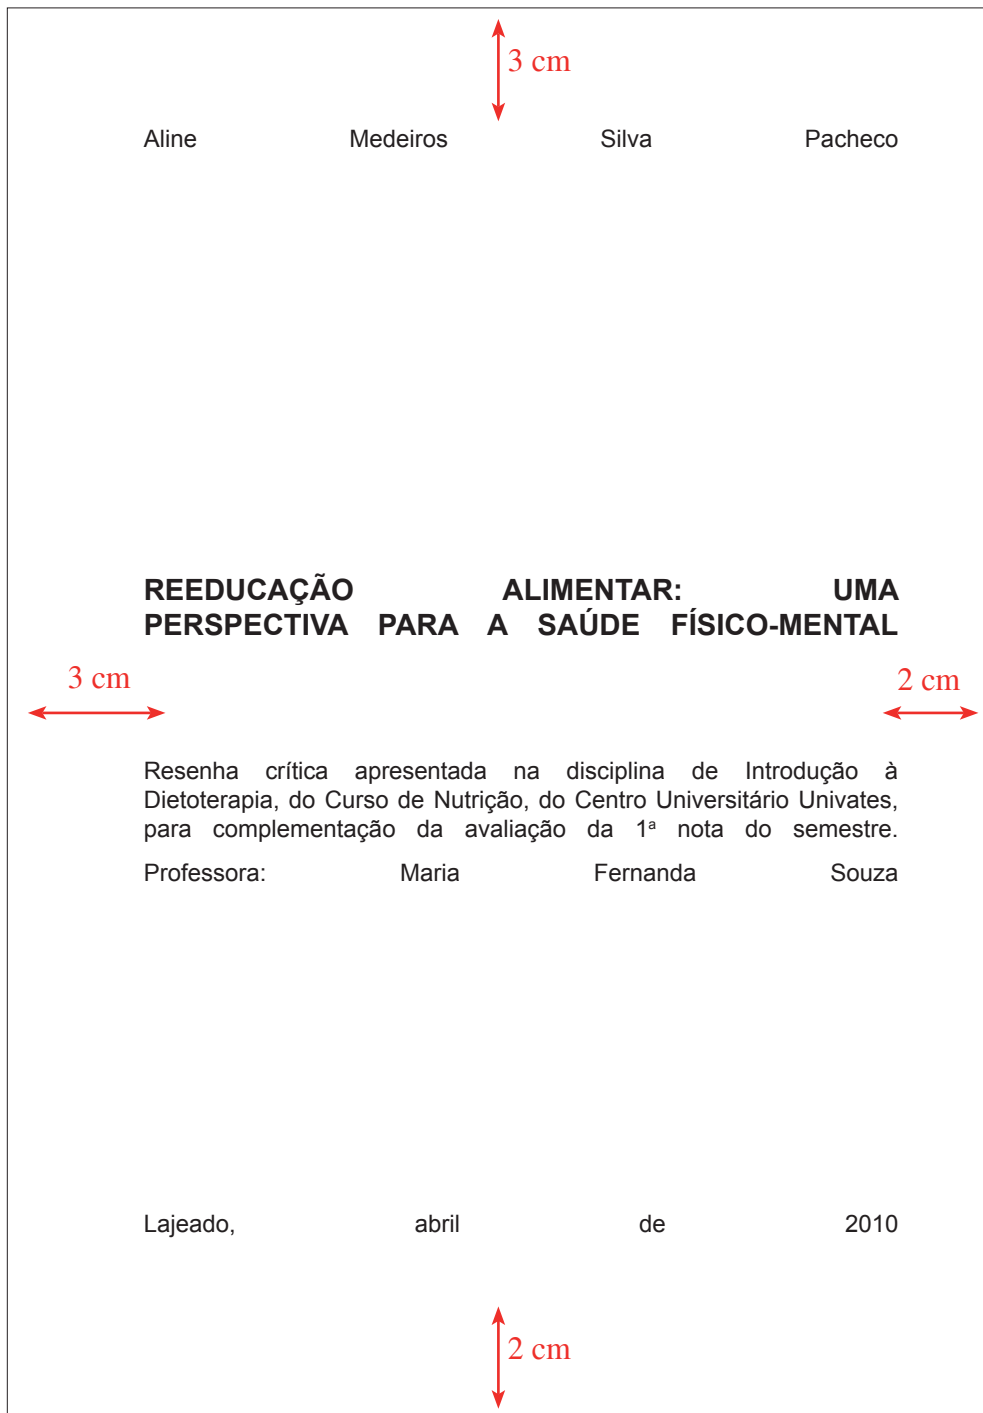 3 cm
Aline Medeiros Silva Pacheco
REEDUCAÇÃO ALIMENTAR: UMA
PERSPECTIVA PARA A SAÚDE FÍSICO-MENTAL
3 cm
2 cm
Resenha crítica apresentada na disciplina de Introdução à
Dietoterapia, do Curso de Nutrição, do Centro Universitário Univates,
para complementação da avaliação da 1ª nota do semestre.
Professora: Maria Fernanda Souza
Lajeado, abril de 2010
2 cm